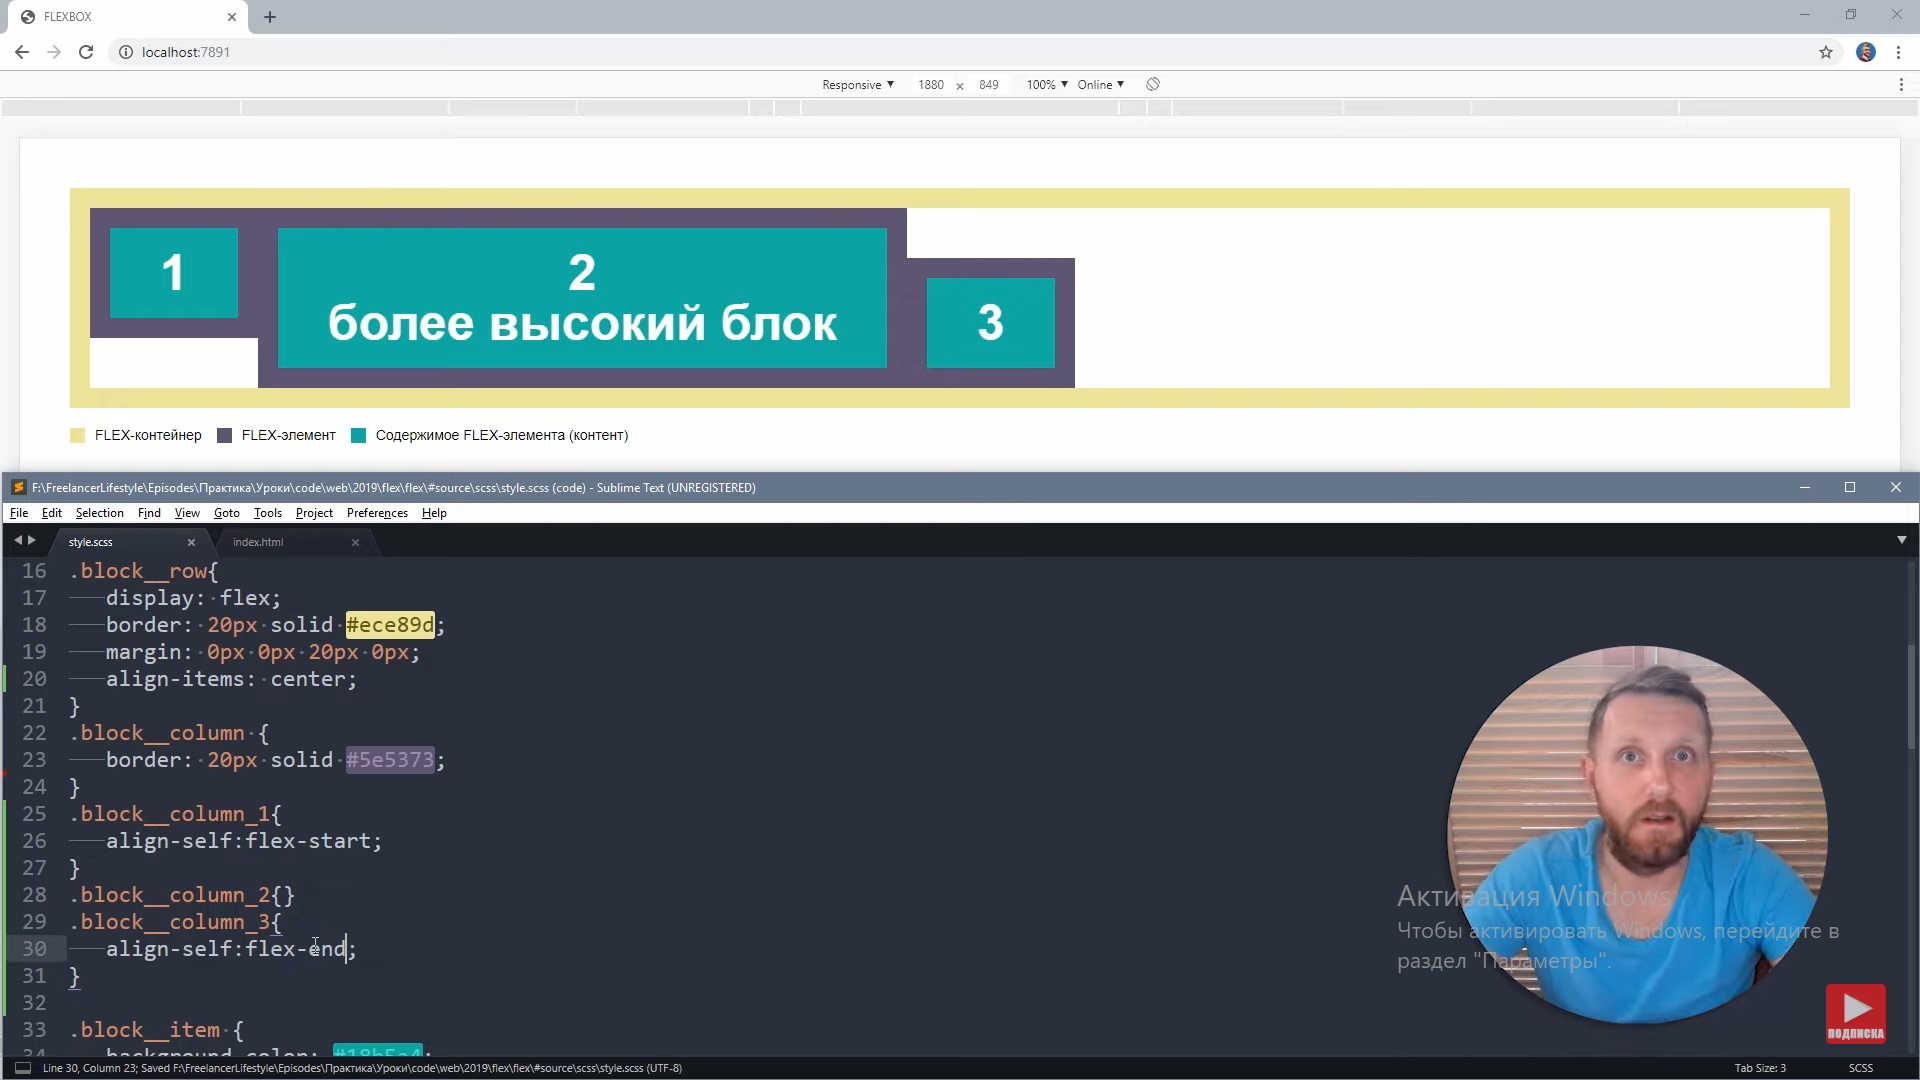 FLEXBOX
localhost:7891
Responsive ▼ 1880 × 849 100% ▼ Online ▼
1
2
более высокий блок
3
FLEX-контейнер FLEX-элемент Содержимое FLEX-элемента (контент)
F:\FreelancerLifestyle\Episodes\Практика\Уроки\code\web\2019\flex\flex\#source\scss\style.scss (code) - Sublime Text (UNREGISTERED)
File Edit Selection Find View Goto Tools Project Preferences Help
style.scss index.html
16 .block__row{
17 display: flex;
18 border: 20px solid #ece89d;
19 margin: 0px 0px 20px 0px;
20 align-items: center;
21 }
22 .block__column {
23 border: 20px solid #5e5373;
24 }
25 .block__column_1{
26 align-self:flex-start;
27 }
28 .block__column_2{}
29 .block__column_3{
30 align-self:flex-end;
31 }
32
33 .block__item {
Активация Windows
Чтобы активировать Windows, перейдите в
раздел "Параметры".
ПОДПИСКА
Line 30, Column 23; Saved F:\FreelancerLifestyle\Episodes\Практика\Уроки\code\web\2019\flex\flex\#source\scss\style.scss (UTF-8)
Tab Size: 3 SCSS